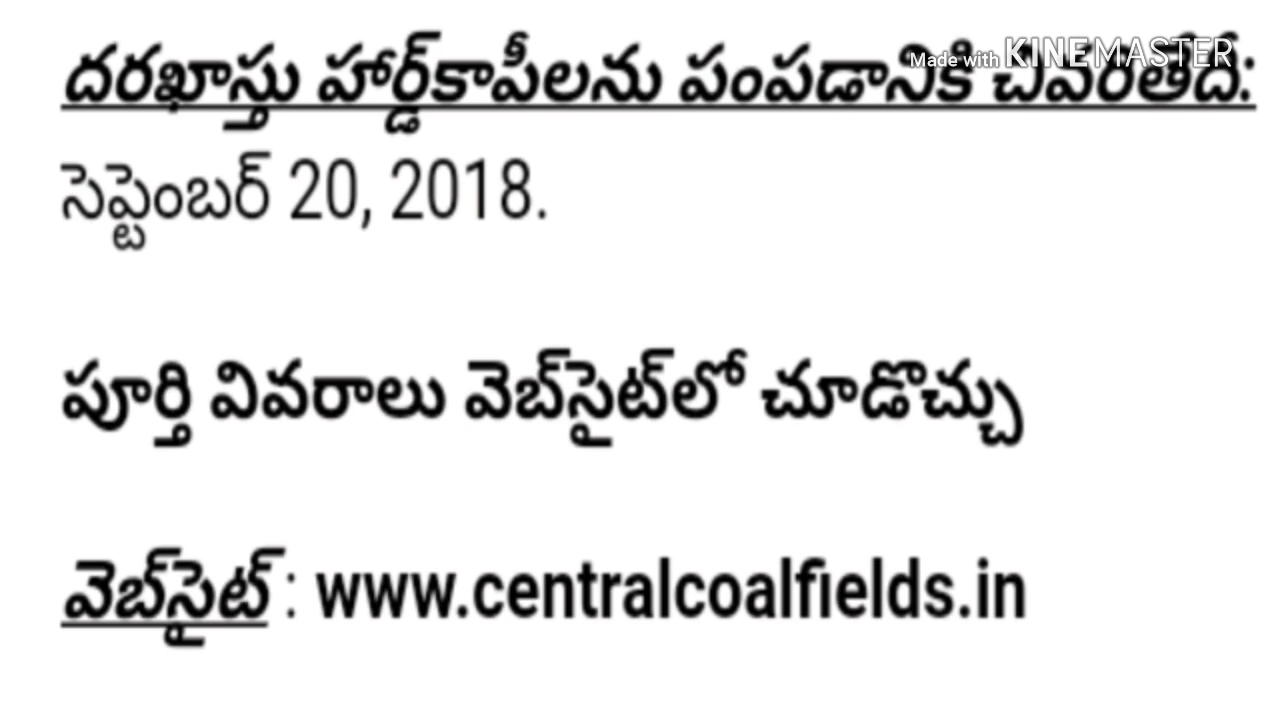 దరఖాస్తు హార్డ్‌కాపీలను పంపడానికి చివరితేది:
Made with KINEMASTER
సెప్టెంబర్ 20, 2018.
పూర్తి వివరాలు వెబ్‌సైట్‌లో చూడొచ్చు
వెబ్‌సైట్ : www.centralcoalfields.in